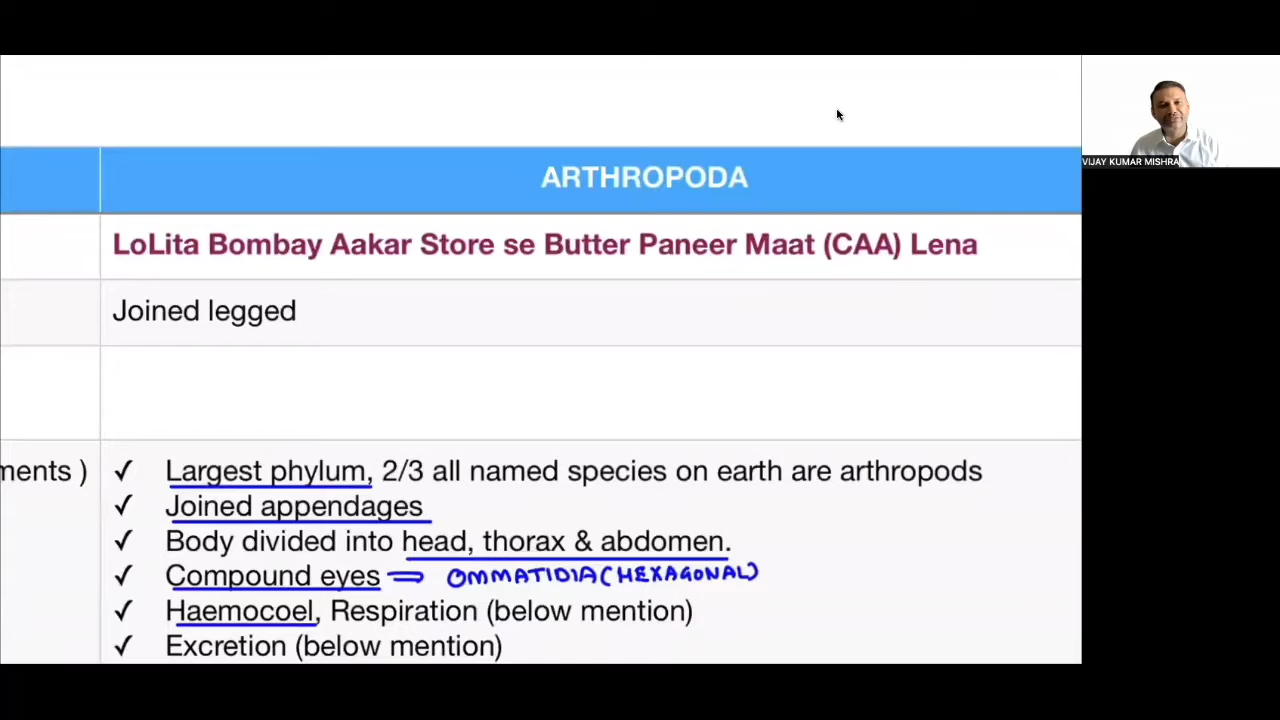 ARTHROPODA
VIJAY KUMAR MISHRA
LoLita Bombay Aakar Store se Butter Paneer Maat (CAA) Lena
Joined legged
ments )
✓ Largest phylum, 2/3 all named species on earth are arthropods
✓ Joined appendages
✓ Body divided into head, thorax & abdomen.
✓ Compound eyes ⇒ OMMATIDIA (HEXAGONAL)
✓ Haemocoel, Respiration (below mention)
✓ Excretion (below mention)